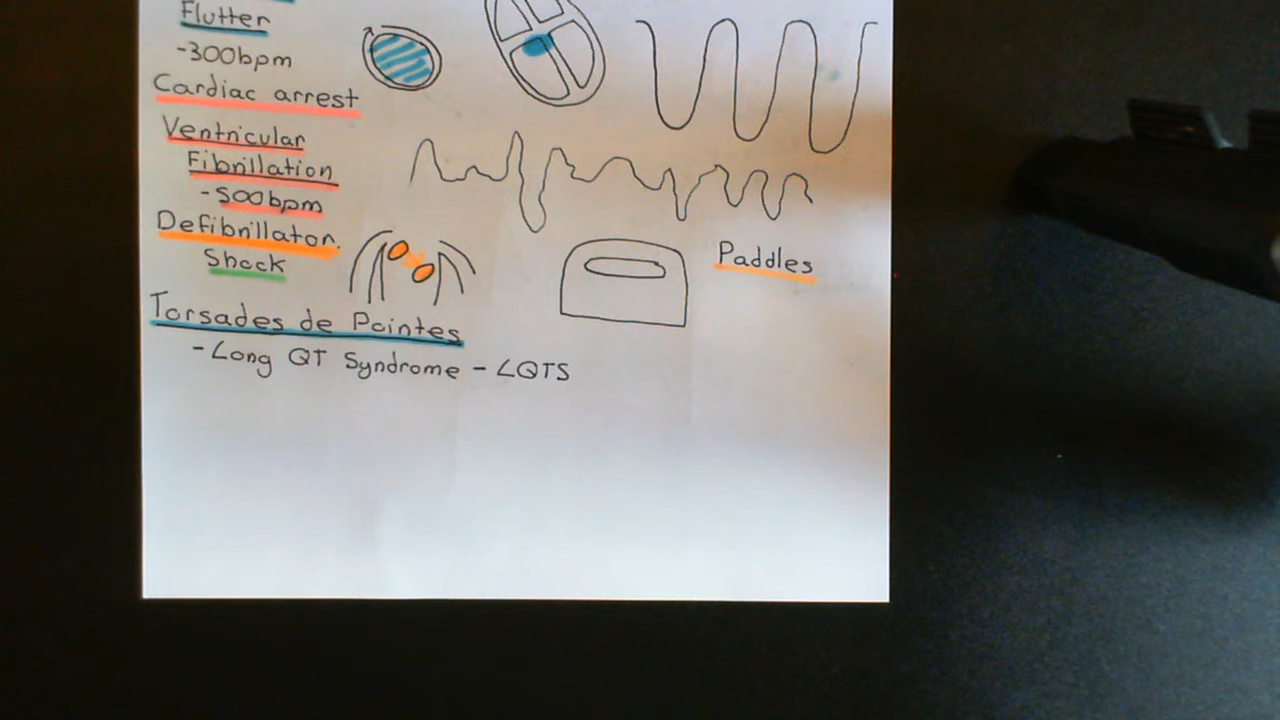 Flutter
-300bpm
Cardiac arrest
Ventricular
Fibrillation
-500bpm
Defibrillator.
Shock
Paddles
Torsades de Pointes
-Long QT Syndrome - LQTS